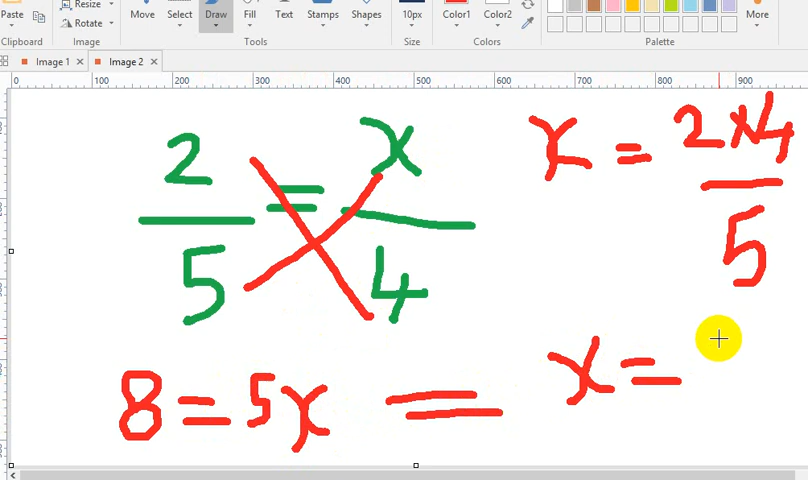 Paste
Resize
Rotate
Move
Select
Draw
Fill
Text
Stamps
Shapes
10px
Color1
Color2
More
Clipboard
Image
Tools
Size
Colors
Palette
Image 1
Image 2
0 100 200 300 400 500 600 700 800 900
2/5 = x/4
x = 2x4/5
8 = 5x = x =